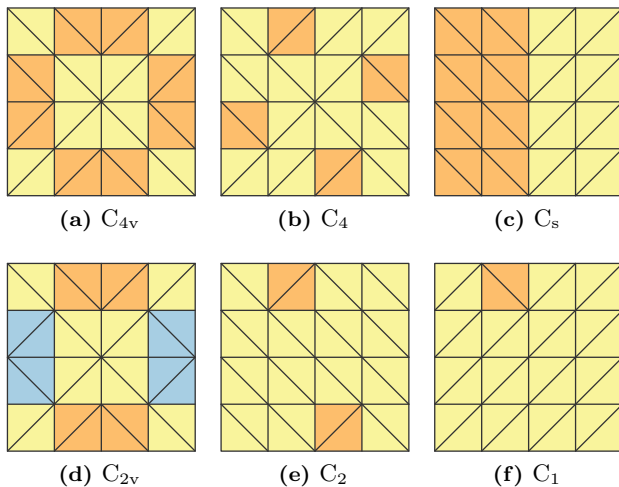 (a) C₄ᵥ
(b) C₄
(c) Cₛ
(d) C₂ᵥ
(e) C₂
(f) C₁